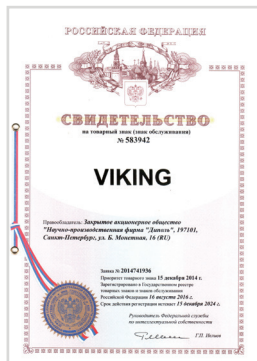 РОССИЙСКАЯ ФЕДЕРАЦИЯ
СВИДЕТЕЛЬСТВО
на товарный знак (знак обслуживания)
№ 583942
VIKING
Правообладатель: Закрытое акционерное общество
"Научно-производственная фирма "Диполь", 197101,
Санкт-Петербург, ул. Б. Монетная, 16 (RU)
Заявка № 2014741936
Приоритет товарного знака 15 декабря 2014 г.
Зарегистрировано в Государственном реестре
товарных знаков и знаков обслуживания
Российской Федерации 16 августа 2016 г.
Срок действия регистрации истекает 15 декабря 2024 г.
Руководитель Федеральной службы
по интеллектуальной собственности
Г.П. Ивлиев